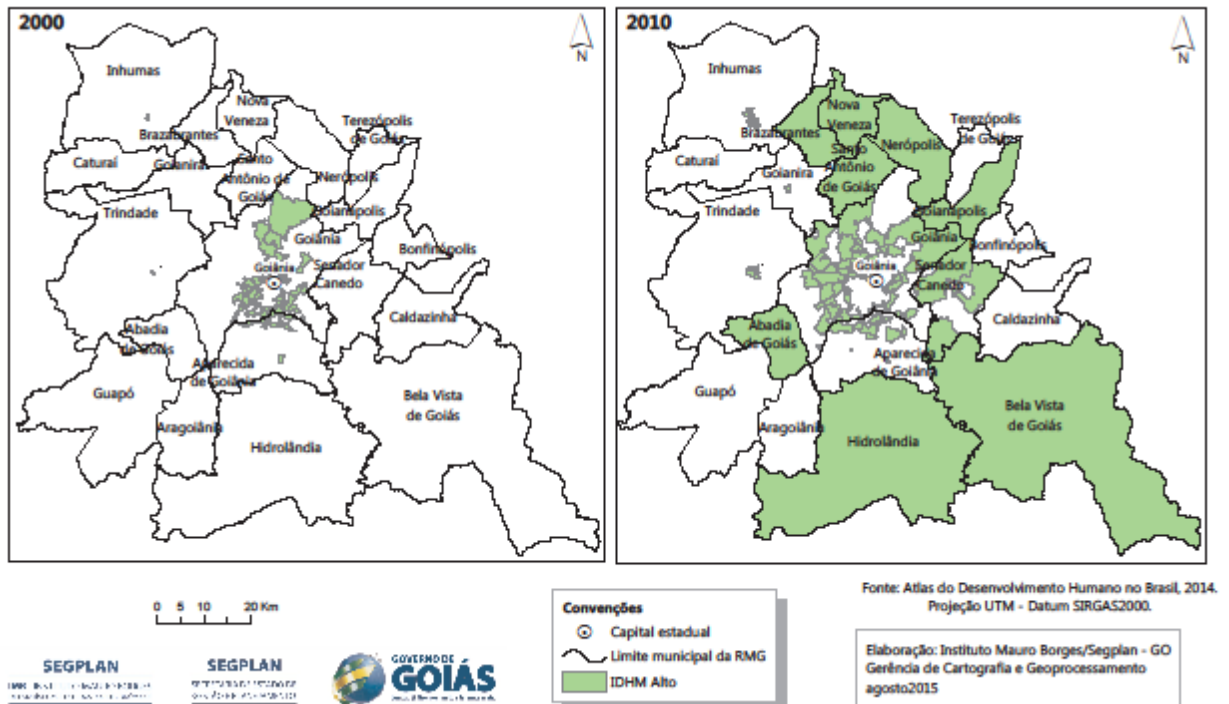 2000
N
Inhumas
Nova
Veneza
Terezópolis
de Goiás
Brazabrantes
Caturaí
Goianira
Santo
Antônio de
Goiás
Nerópolis
Trindade
Goianápolis
Goiânia
Bonfinópolis
Goiânia
Senador
Canedo
Caldazinha
Abadia
de Goiás
Aparecida
de Goiânia
Guapó
Bela Vista
de Goiás
Aragoiânia
Hidrolândia
2010
N
Inhumas
Nova
Veneza
Terezópolis
de Goiás
Brazabrantes
Nerópolis
Caturaí
Santo
Goianira
Antônio
de Goiás
Trindade
Goianápolis
Goiânia
Bonfinópolis
Goiânia
Senador
Canedo
Caldazinha
Abadia
de Goiás
Aparecida
de Goiânia
Guapó
Bela Vista
de Goiás
Aragoiânia
Hidrolândia
0 5 10 20 Km
SEGPLAN
SEGPLAN
GOVERNO DE
GOIÁS
Convenções
Capital estadual
Limite municipal da RMG
IDHM Alto
Fonte: Atlas do Desenvolvimento Humano no Brasil, 2014.
Projeção UTM - Datum SIRGAS2000.
Elaboração: Instituto Mauro Borges/Segplan - GO
Gerência de Cartografia e Geoprocessamento
agosto2015